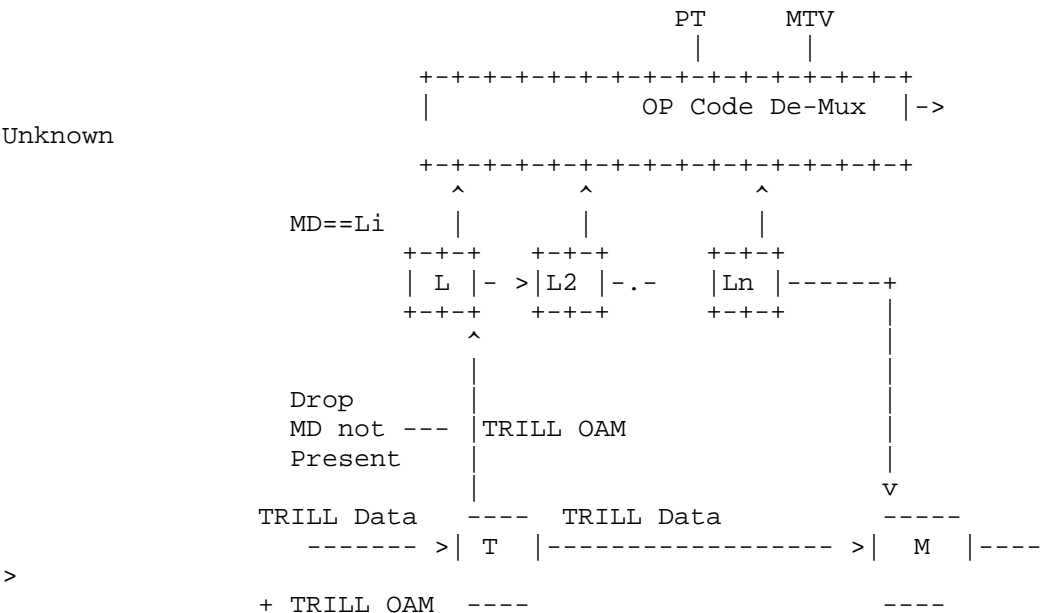 PT MTV
| |
+-+-+-+-+-+-+-+-+-+-+-+-+-+-+-+
| OP Code De-Mux |->
Unknown
+-+-+-+-+-+-+-+-+-+-+-+-+-+-+-+
^ ^ ^
MD==Li | | |
+-+-+ +-+-+ +-+-+
| L |- >|L2 |-.- |Ln |------+
+-+-+ +-+-+ +-+-+ |
^ |
| |
Drop | |
MD not --- |TRILL OAM |
Present | |
| v
TRILL Data ---- TRILL Data -----
------- >| T |------------------ >| M |----
>
+ TRILL OAM ---- ----